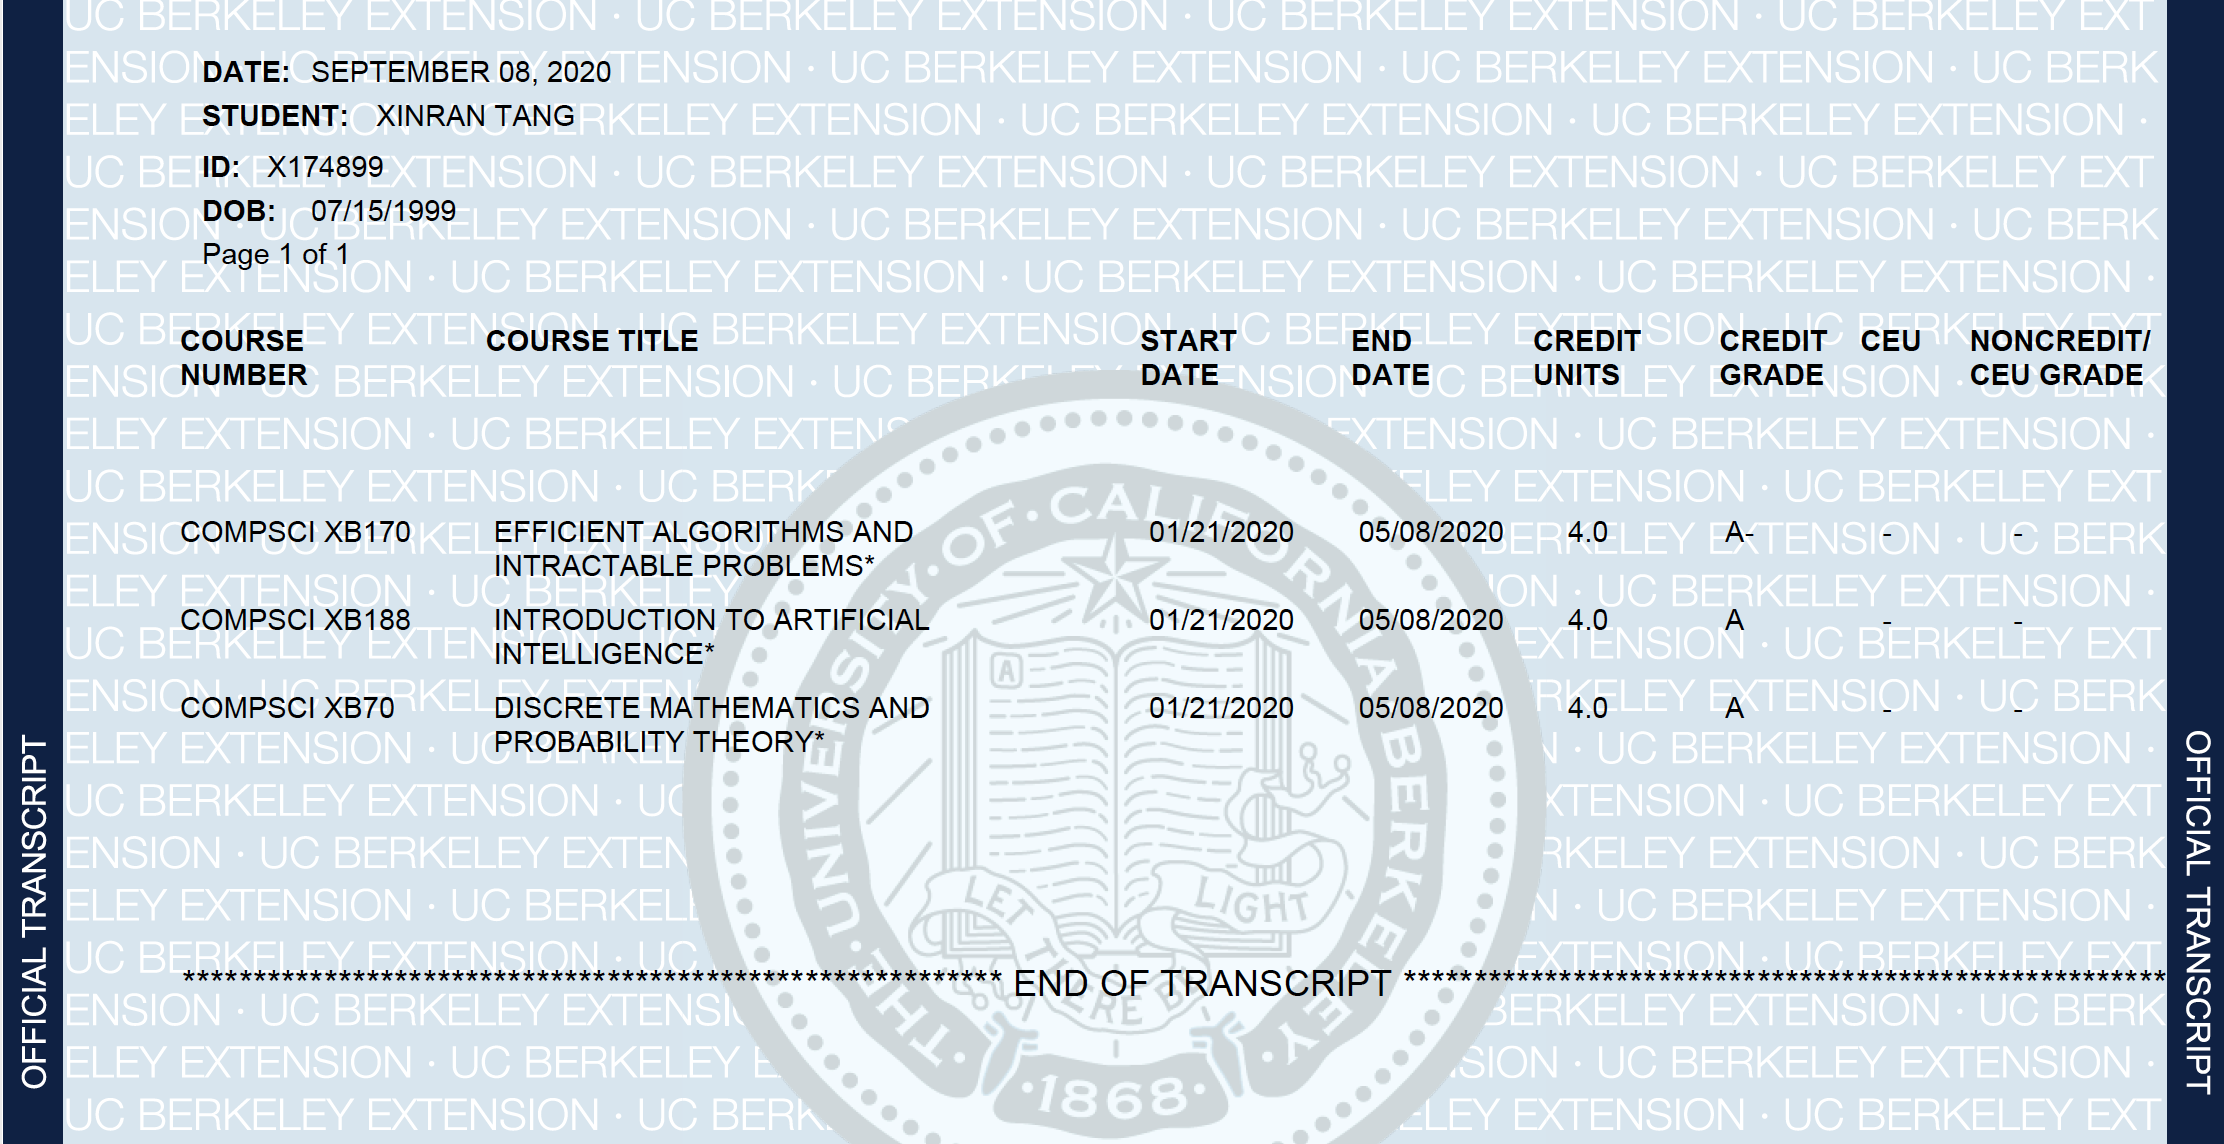 UC BERKELEY EXTENSION · UC BERKELEY EXTENSION · UC BERKELEY EXTENSION · UC BERKELEY EXT
DATE: SEPTEMBER 08, 2020
STUDENT: XINRAN TANG
ID: X174899
DOB: 07/15/1999
Page 1 of 1
COURSE NUMBER COURSE TITLE START DATE END DATE CREDIT UNITS CREDIT GRADE CEU NONCREDIT/ CEU GRADE
COMPSCI XB170 EFFICIENT ALGORITHMS AND 01/21/2020 05/08/2020 4.0 A- - -
INTRACTABLE PROBLEMS*
COMPSCI XB188 INTRODUCTION TO ARTIFICIAL 01/21/2020 05/08/2020 4.0 A - -
INTELLIGENCE*
COMPSCI XB70 DISCRETE MATHEMATICS AND 01/21/2020 05/08/2020 4.0 A - -
PROBABILITY THEORY*
END OF TRANSCRIPT
OFFICIAL TRANSCRIPT
OFFICIAL TRANSCRIPT
THE · UNIVERSITY · OF · CALIFORNIA BERKELEY ·
A
LET THERE LIGHT
· 1868 ·